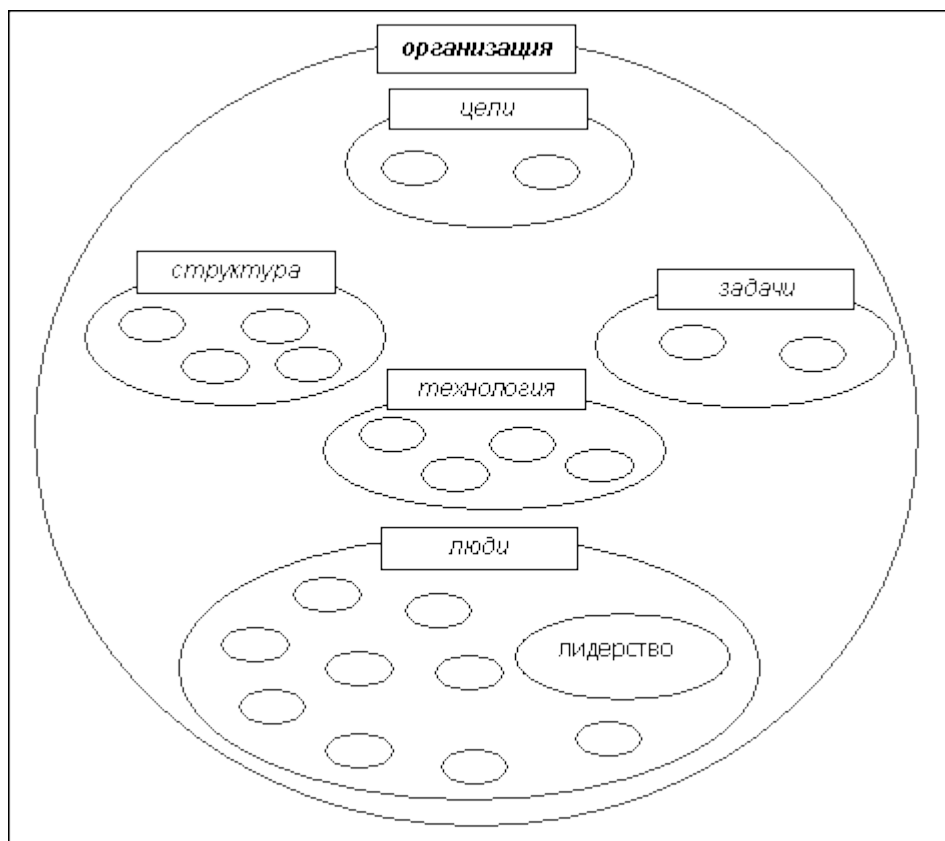 организация
цели
структура
задачи
технология
люди
лидерство